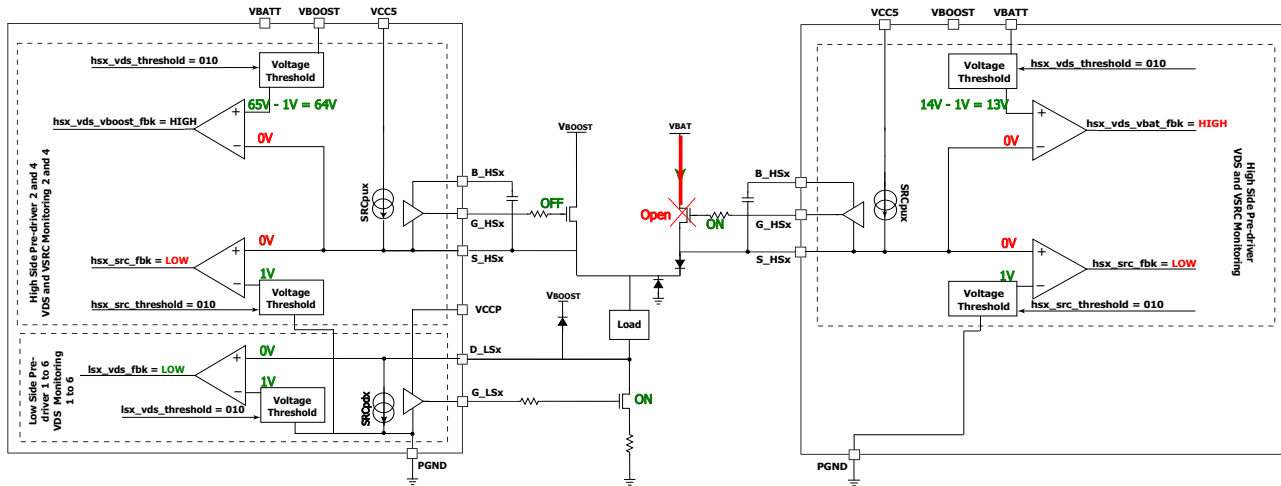 VBATT
VBOOST
VCC5
VCC5
VBOOST
VBATT
hsx_vds_threshold = 010
Voltage
Threshold
65V - 1V = 64V
hsx_vds_vboost_fbk = HIGH
+
−
0V
High Side Pre-driver 2 and 4
VDS and VSRC Monitoring 2 and 4
SRCpux
B_HSx
G_HSx
S_HSx
0V
+
−
hsx_src_fbk = LOW
1V
hsx_src_threshold = 010
Voltage
Threshold
VCCP
Low Side Pre-
driver 1 to 6
VDS Monitoring
1 to 6
0V
+
−
lsx_vds_fbk = LOW
1V
lsx_vds_threshold = 010
Voltage
Threshold
SRCpdx
D_LSx
G_LSx
PGND
VBOOST
OFF
VBAT
Open
ON
VBOOST
Load
ON
B_HSx
G_HSx
S_HSx
SRCpux
Voltage
Threshold
hsx_vds_threshold = 010
14V - 1V = 13V
+
−
0V
hsx_vds_vbat_fbk = HIGH
High Side Pre-driver
VDS and VSRC Monitoring
0V
+
−
1V
hsx_src_fbk = LOW
Voltage
Threshold
hsx_src_threshold = 010
PGND